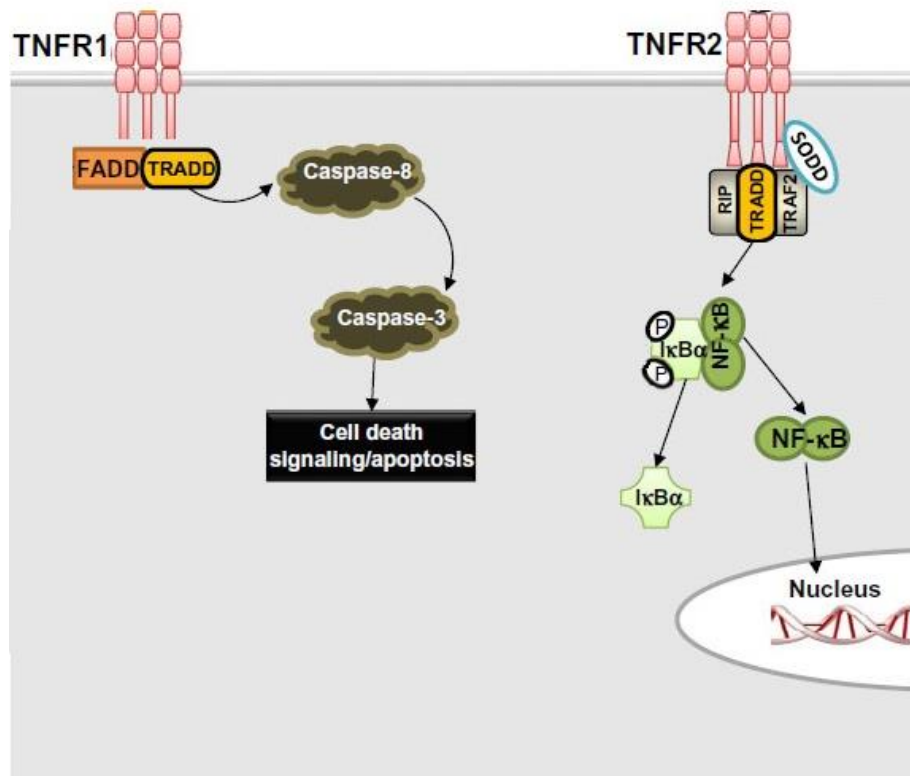 TNFR1
TNFR2
SODD
FADD
TRADD
Caspase-8
RIP
TRADD
TRAF2
Caspase-3
P
IκBα
P
NF-κB
Cell death
signaling/apoptosis
NF-κB
IκBα
Nucleus